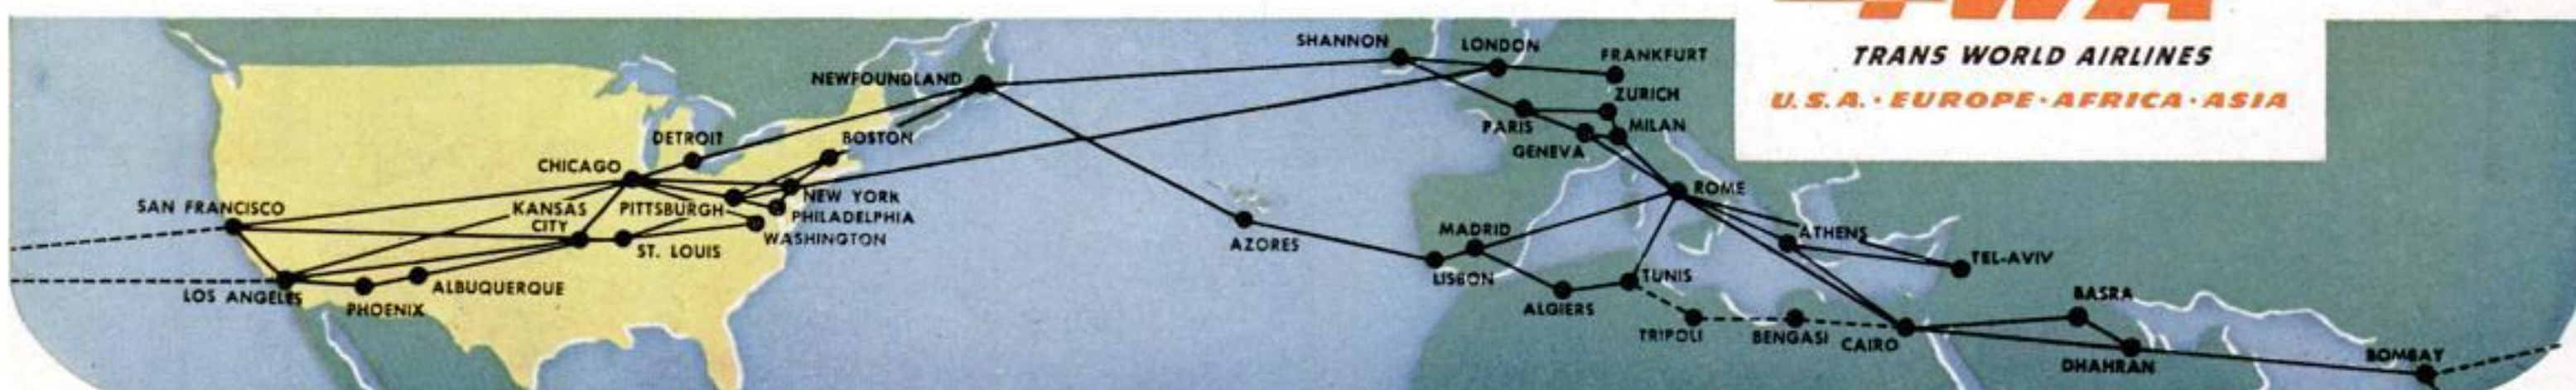 TWA
TRANS WORLD AIRLINES
U.S.A. · EUROPE · AFRICA · ASIA
SHANNON
LONDON
FRANKFURT
NEWFOUNDLAND
ZURICH
PARIS
MILAN
GENEVA
DETROIT
BOSTON
CHICAGO
ROME
NEW YORK
SAN FRANCISCO
KANSAS
CITY
PITTSBURGH
PHILADELPHIA
WASHINGTON
ST. LOUIS
AZORES
MADRID
LISBON
ATHENS
TEL-AVIV
LOS ANGELES
PHOENIX
ALBUQUERQUE
ALGIERS
TUNIS
TRIPOLI
BENGASI
CAIRO
BASRA
DHAHRAN
BOMBAY